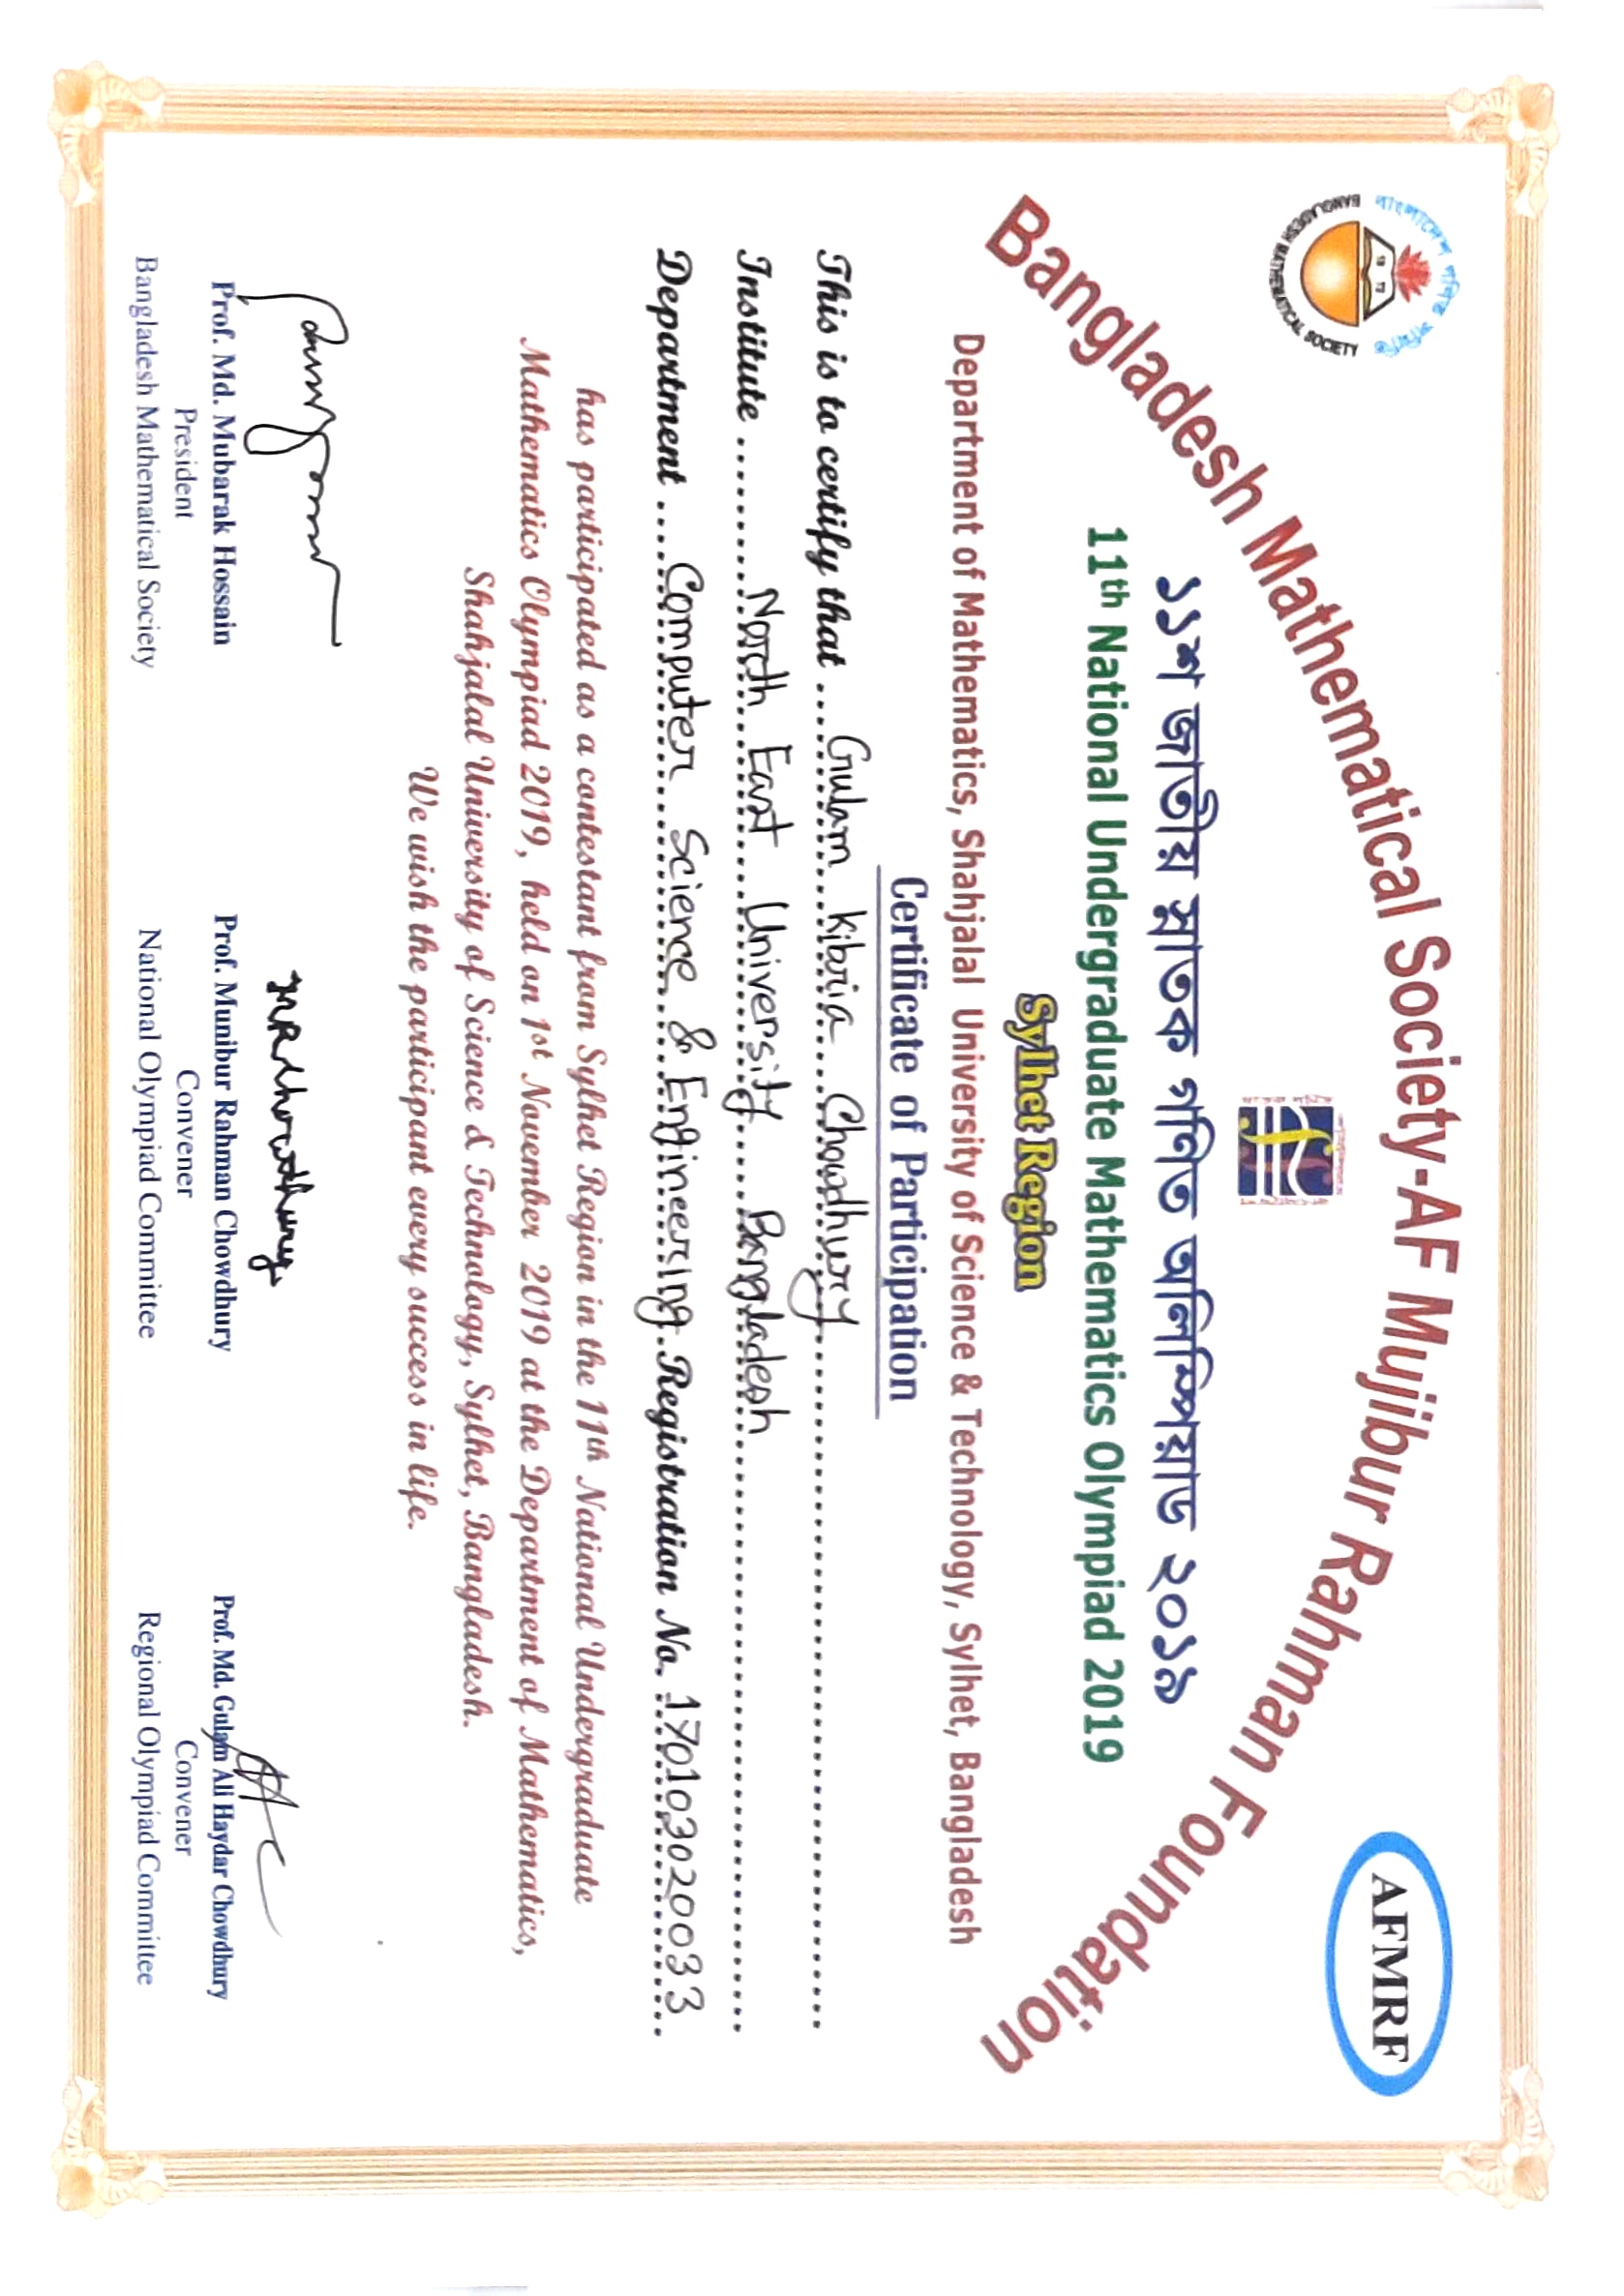 Bangladesh Mathematical Society-AF Mujibur Rahman Foundation
বাংলাদেশ গণিত সমিতি
19 72
BANGLADESH MATHEMATICAL SOCIETY
AFMRF
১১শ জাতীয় স্নাতক গণিত অলিম্পিয়াড ২০১৯
11th National Undergraduate Mathematics Olympiad 2019
Sylhet Region
Department of Mathematics, Shahjalal University of Science & Technology, Sylhet, Bangladesh
Certificate of Participation
This is to certify that Gulam Kibria Chowdhury
Institute North East University Bangladesh
Department Computer Science & Engineering Registration No. 170103020033
has participated as a contestant from Sylhet Region in the 11th National Undergraduate
Mathematics Olympiad 2019, held on 1st November 2019 at the Department of Mathematics,
Shahjalal University of Science & Technology, Sylhet, Bangladesh.
We wish the participant every success in life.
MRChowdhury
Prof. Md. Mubarak Hossain
President
Bangladesh Mathematical Society
Prof. Munibur Rahman Chowdhury
Convener
National Olympiad Committee
Prof. Md. Gulam Ali Haydar Chowdhury
Convener
Regional Olympiad Committee